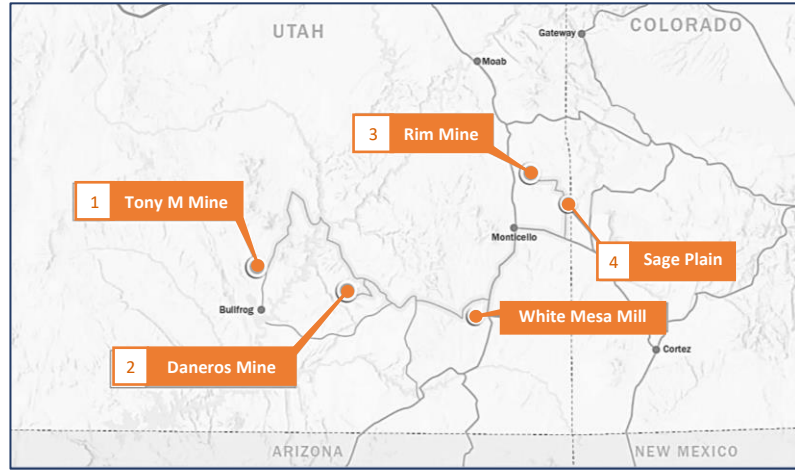 UTAH
COLORADO
Gateway
Moab
3 Rim Mine
1 Tony M Mine
Monticello
4 Sage Plain
Bullfrog
White Mesa Mill
Cortez
2 Daneros Mine
ARIZONA
NEW MEXICO